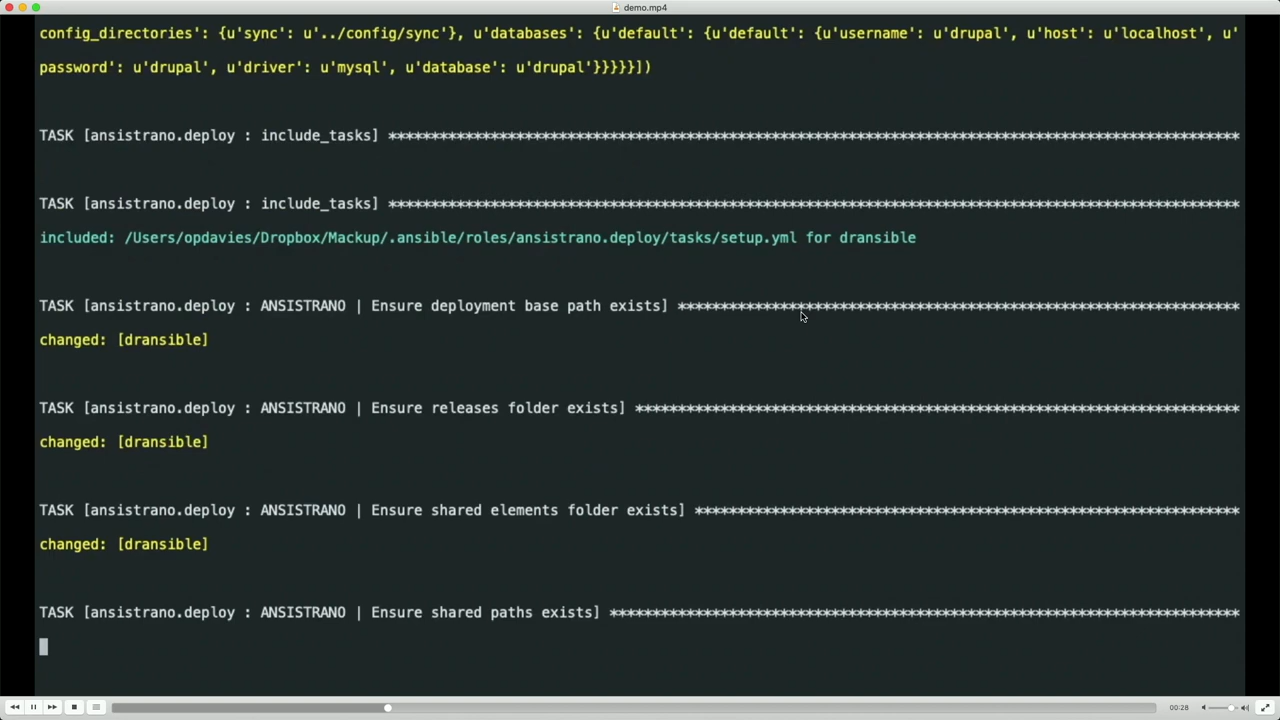 demo.mp4
config_directories': {u'sync': u'../config/sync'}, u'databases': {u'default': {u'default': {u'username': u'drupal', u'host': u'localhost', u'
password': u'drupal', u'driver': u'mysql', u'database': u'drupal'}}}}}])
TASK [ansistrano.deploy : include_tasks] ****************************************************************************************************
TASK [ansistrano.deploy : include_tasks] ****************************************************************************************************
included: /Users/opdavies/Dropbox/Mackup/.ansible/roles/ansistrano.deploy/tasks/setup.yml for dransible
TASK [ansistrano.deploy : ANSISTRANO | Ensure deployment base path exists] ******************************************************************
changed: [dransible]
TASK [ansistrano.deploy : ANSISTRANO | Ensure releases folder exists] ***********************************************************************
changed: [dransible]
TASK [ansistrano.deploy : ANSISTRANO | Ensure shared elements folder exists] ****************************************************************
changed: [dransible]
TASK [ansistrano.deploy : ANSISTRANO | Ensure shared paths exists] **************************************************************************
00:28